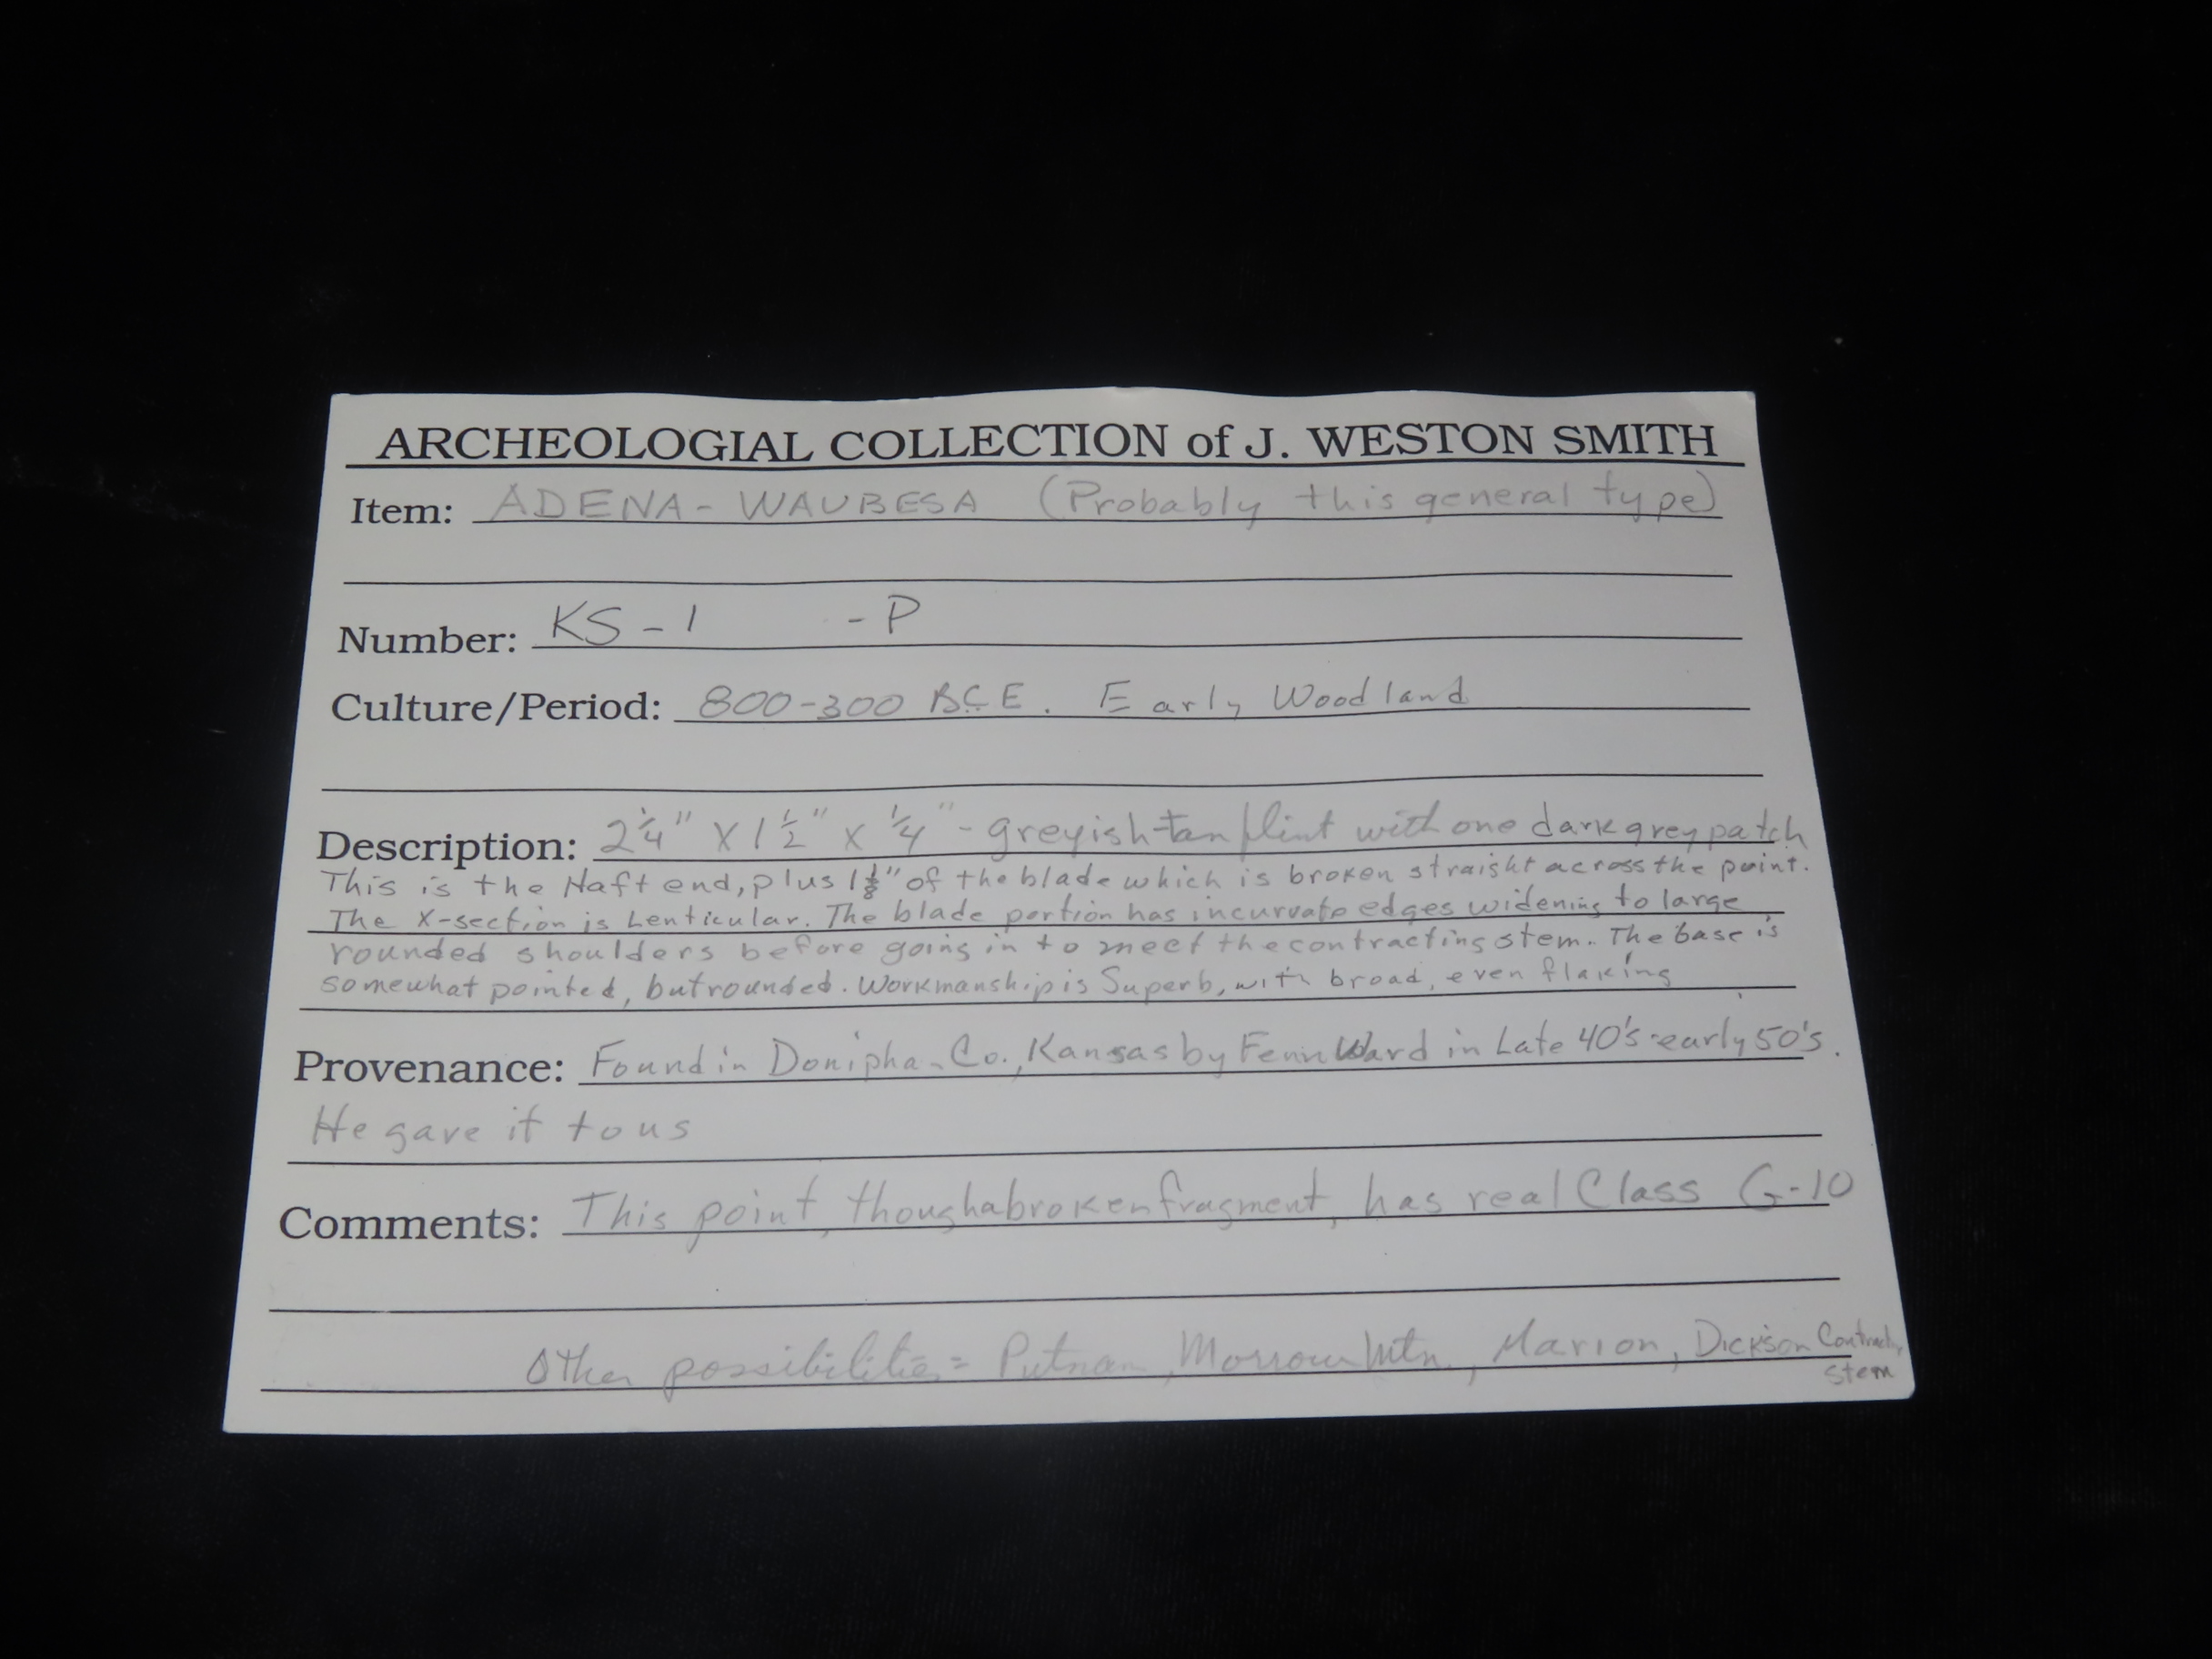 ARCHEOLOGIAL COLLECTION of J. WESTON SMITH
Item: ADENA - WAUBESA (Probably this general type)
Number: KS - 1 - P
Culture/Period: 800-300 BCE. Early Woodland
Description: 2¼" X 1½" x ¼" - greyish-tan flint with one dark grey patch
This is the Haft end, plus 1⅛" of the blade which is broken straight across the point.
The X-section is Lenticular. The blade portion has incurvate edges widening to large
rounded shoulders before going in to meet the contracting stem. The base is
somewhat pointed, but rounded. Workmanship is Superb, with broad, even flaking
Provenance: Found in Doniphan Co., Kansas by Fenn Ward in Late 40's - early 50's.
He gave it to us
Comments: This point, though a broken fragment, has real Class G-10
Other possibilities = Putnam, Morrow Mtn., Marion, Dickson Contracting
Stem